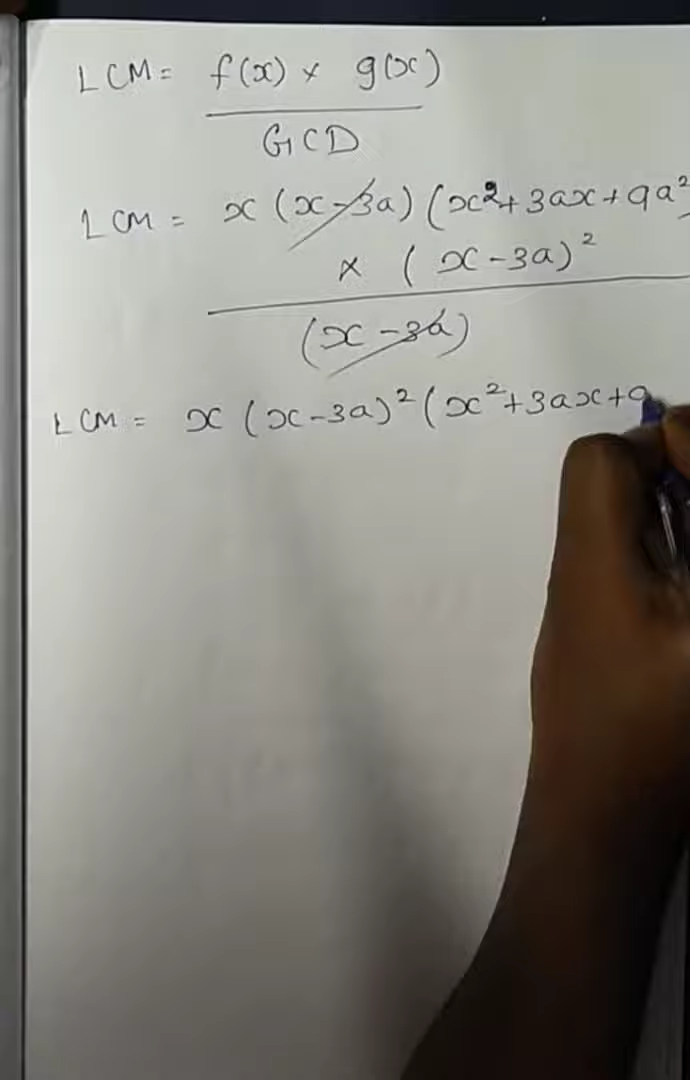 LCM = f(x) × g(x)
GCD
LCM = x (x-3a) (x²+3ax+9a²
× (x-3a)²
(x-3a)
LCM = x (x-3a)² (x²+3ax+9